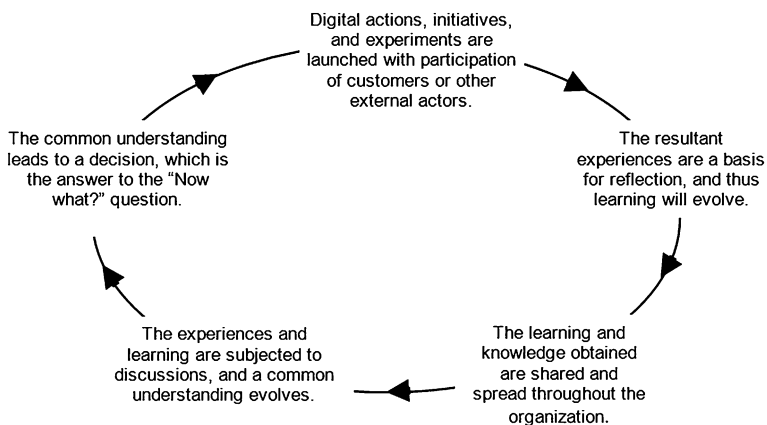 Digital actions, initiatives,
and experiments are
launched with participation
of customers or other
external actors.
The resultant
experiences are a basis
for reflection, and thus
learning will evolve.
The learning and
knowledge obtained
are shared and
spread throughout the
organization.
The experiences and
learning are subjected to
discussions, and a common
understanding evolves.
The common understanding
leads to a decision, which is
the answer to the “Now
what?” question.